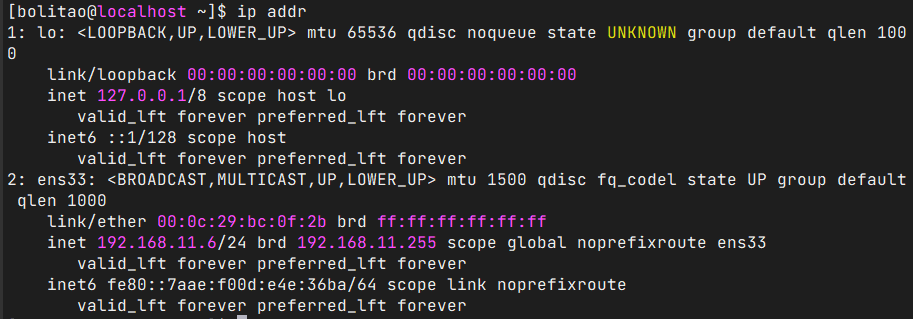 [bolitao@localhost ~]$ ip addr
1: lo: <LOOPBACK,UP,LOWER_UP> mtu 65536 qdisc noqueue state UNKNOWN group default qlen 100
0
    link/loopback 00:00:00:00:00:00 brd 00:00:00:00:00:00
    inet 127.0.0.1/8 scope host lo
       valid_lft forever preferred_lft forever
    inet6 ::1/128 scope host
       valid_lft forever preferred_lft forever
2: ens33: <BROADCAST,MULTICAST,UP,LOWER_UP> mtu 1500 qdisc fq_codel state UP group default
 qlen 1000
    link/ether 00:0c:29:bc:0f:2b brd ff:ff:ff:ff:ff:ff
    inet 192.168.11.6/24 brd 192.168.11.255 scope global noprefixroute ens33
       valid_lft forever preferred_lft forever
    inet6 fe80::7aae:f00d:e4e:36ba/64 scope link noprefixroute
       valid_lft forever preferred_lft forever